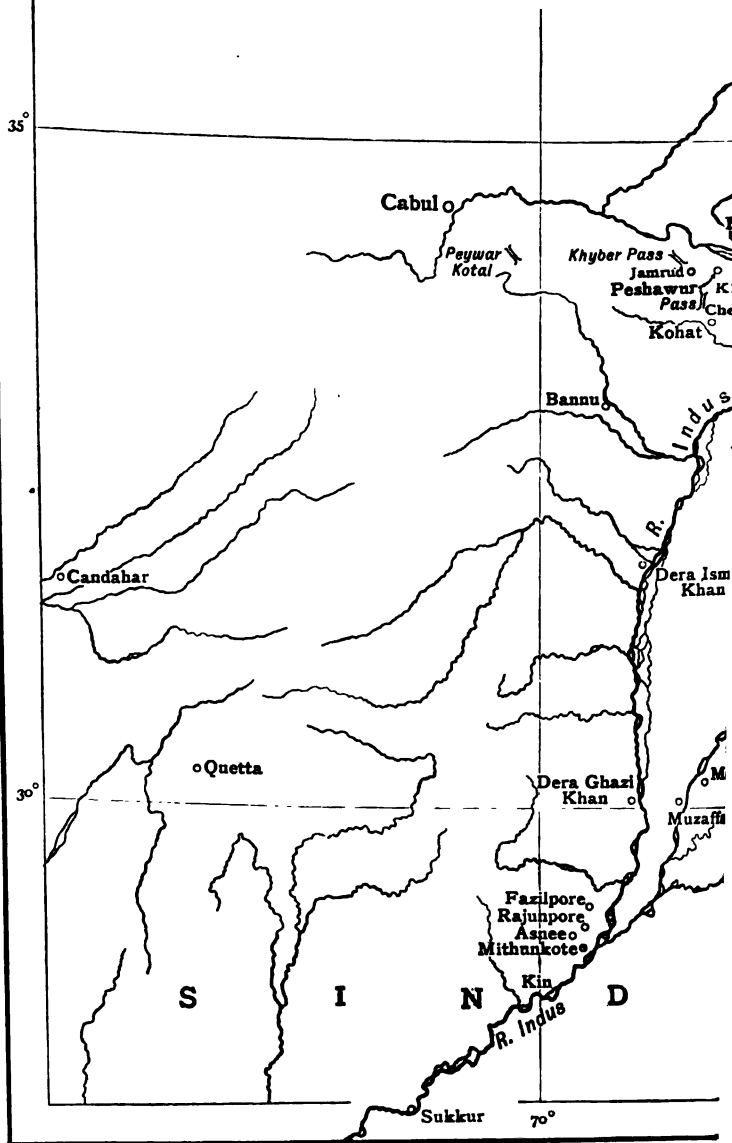 35°
Cabul
Peywar
Kotal
Khyber Pass
Jamrud
Peshawur
Pass
Kohat
Bannu
Indus
R.
Candahar
Dera Ism
Khan
Quetta
30°
Dera Ghazi
Khan
M
Muzaffa
Fazilpore
Rajunpore
Asnee
Mithunkote
Kin
S I N D
R. Indus
Sukkur
70°